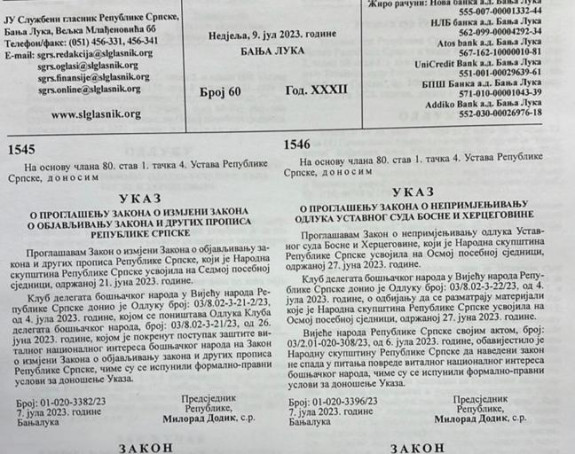 ЈУ Службени гласник Републике Српске,
Бања Лука, Вељка Млађеновића бб
Телефон/факс: (051) 456-331, 456-341
E-mail: sgrs.redakcija@slglasnik.org
sgrs.oglasi@slglasnik.org
sgrs.finansije@slglasnik.org
sgrs.online@slglasnik.org
www.slglasnik.org
Недјеља, 9. јул 2023. године
БАЊА ЛУКА
Број 60 Год. XXXII
Жиро рачуни: Нова банка а.д. Бања Лука
555-007-00001332-44
НЛБ банка а.д. Бања Лука
562-099-00004292-34
Atos bank а.д. Бања Лука
567-162-10000010-81
UniCredit Bank а.д. Бања Лука
551-001-00029639-61
БПШ Банка а.д. Бања Лука
571-010-00001043-39
Addiko Bank а.д. Бања Лука
552-030-00026976-18
1545
На основу члана 80. став 1. тачка 4. Устава Републике
Српске, доносим
УКАЗ
О ПРОГЛАШЕЊУ ЗАКОНА О ИЗМЈЕНИ ЗАКОНА
О ОБЈАВЉИВАЊУ ЗАКОНА И ДРУГИХ ПРОПИСА
РЕПУБЛИКЕ СРПСКЕ
Проглашавам Закон о измјени Закона о објављивању за-
кона и других прописа Републике Српске, који је Народна
скупштина Републике Српске усвојила на Седмој посебној
сједници, одржаној 21. јуна 2023. године.
Клуб делегата бошњачког народа у Вијећу народа Ре-
публике Српске донио је Одлуку број: 03/8.02-3-21-2/23,
од 4. јула 2023. године, којом се поништава Одлука Клуба
делегата бошњачког народа, број: 03/8.02-3-21/23, од 26.
јуна 2023. године, којом је покренут поступак заштите ви-
талног националног интереса бошњачког народа на Закон
о измјени Закона о објављивању закона и других прописа
Републике Српске, чиме су се испунили формално-правни
услови за доношење Указа.
Број: 01-020-3382/23 Предсједник
7. јула 2023. године Републике,
Бањалука Милорад Додик, с.р.
ЗАКОН
1546
На основу члана 80. став 1. тачка 4. Устава Републике
Српске, доносим
УКАЗ
О ПРОГЛАШЕЊУ ЗАКОНА О НЕПРИМЈЕЊИВАЊУ
ОДЛУКА УСТАВНОГ СУДА БОСНЕ И ХЕРЦЕГОВИНЕ
Проглашавам Закон о непримјењивању одлука Устав-
ног суда Босне и Херцеговине, који је Народна скупштина
Републике Српске усвојила на Осмој посебној сједници,
одржаној 27. јуна 2023. године.
Клуб делегата бошњачког народа у Вијећу народа Репу-
блике Српске донио је Одлуку број: 03/8.02-3-22/23, од 4.
јула 2023. године, о одбијању да се разматрају материјали
које је Народна скупштина Републике Српске усвојила на
Осмој посебној сједници, одржаној 27. јуна 2023. године.
Вијеће народа Републике Српске својим актом, број:
03/2.01-020-308/23, од 6. јула 2023. године, обавијестило је
Народну скупштину Републике Српске да наведени закон
не спада у питања повреде виталног националног интереса
бошњачког народа, чиме су се испунили формално-правни
услови за доношење Указа.
Број: 01-020-3396/23 Предсједник
7. јула 2023. године Републике,
Бањалука Милорад Додик, с.р.
ЗАКОН